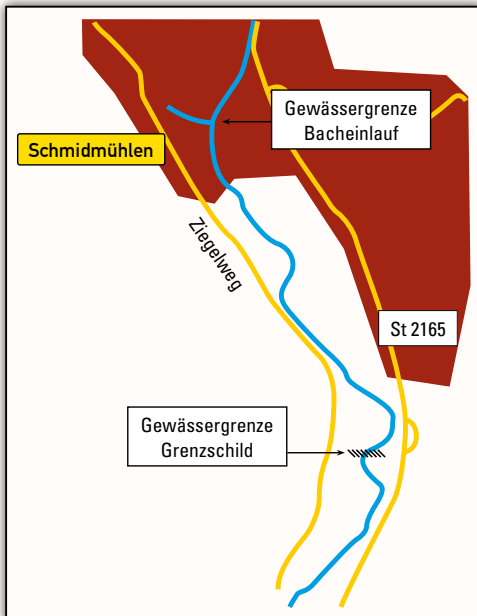 Gewässergrenze
Bacheinlauf
Schmidmühlen
Ziegelweg
St 2165
Gewässergrenze
Grenzschild